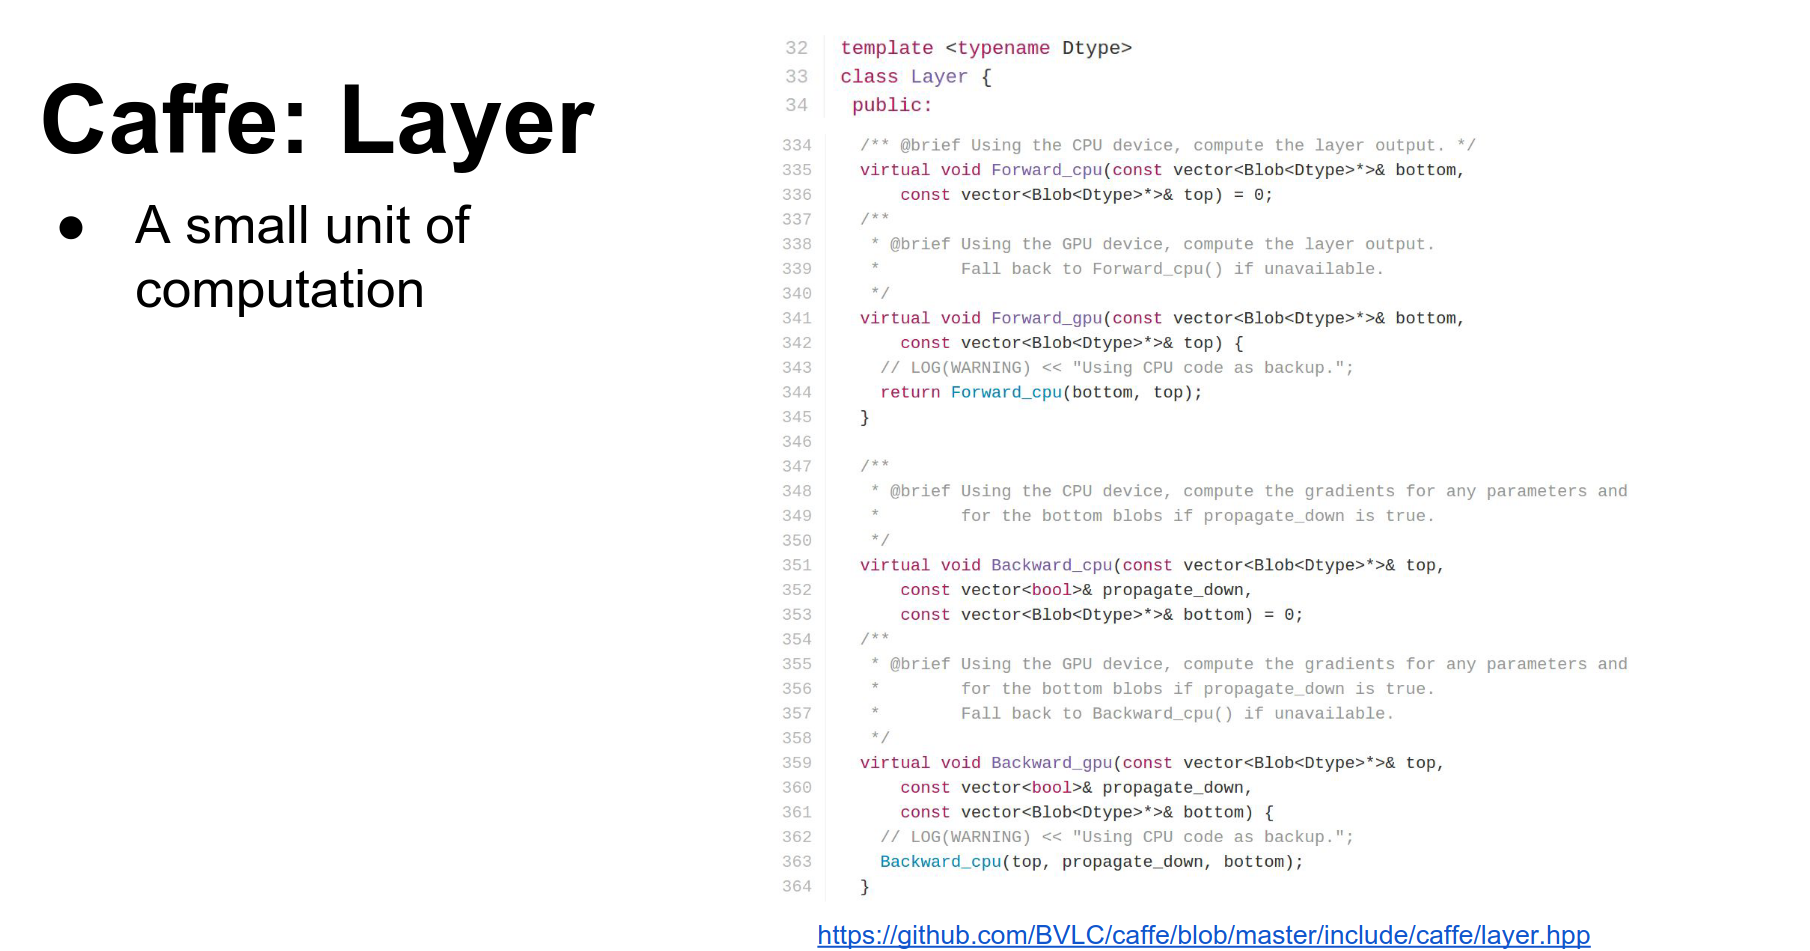 Caffe: Layer
● A small unit of
computation
32 template <typename Dtype>
33 class Layer {
34  public:
334 /** @brief Using the CPU device, compute the layer output. */
335 virtual void Forward_cpu(const vector<Blob<Dtype>*>& bottom,
336     const vector<Blob<Dtype>*>& top) = 0;
337 /**
338  * @brief Using the GPU device, compute the layer output.
339  *        Fall back to Forward_cpu() if unavailable.
340  */
341 virtual void Forward_gpu(const vector<Blob<Dtype>*>& bottom,
342     const vector<Blob<Dtype>*>& top) {
343   // LOG(WARNING) << "Using CPU code as backup.";
344   return Forward_cpu(bottom, top);
345 }
346
347 /**
348  * @brief Using the CPU device, compute the gradients for any parameters and
349  *        for the bottom blobs if propagate_down is true.
350  */
351 virtual void Backward_cpu(const vector<Blob<Dtype>*>& top,
352     const vector<bool>& propagate_down,
353     const vector<Blob<Dtype>*>& bottom) = 0;
354 /**
355  * @brief Using the GPU device, compute the gradients for any parameters and
356  *        for the bottom blobs if propagate_down is true.
357  *        Fall back to Backward_cpu() if unavailable.
358  */
359 virtual void Backward_gpu(const vector<Blob<Dtype>*>& top,
360     const vector<bool>& propagate_down,
361     const vector<Blob<Dtype>*>& bottom) {
362   // LOG(WARNING) << "Using CPU code as backup.";
363   Backward_cpu(top, propagate_down, bottom);
364 }
https://github.com/BVLC/caffe/blob/master/include/caffe/layer.hpp